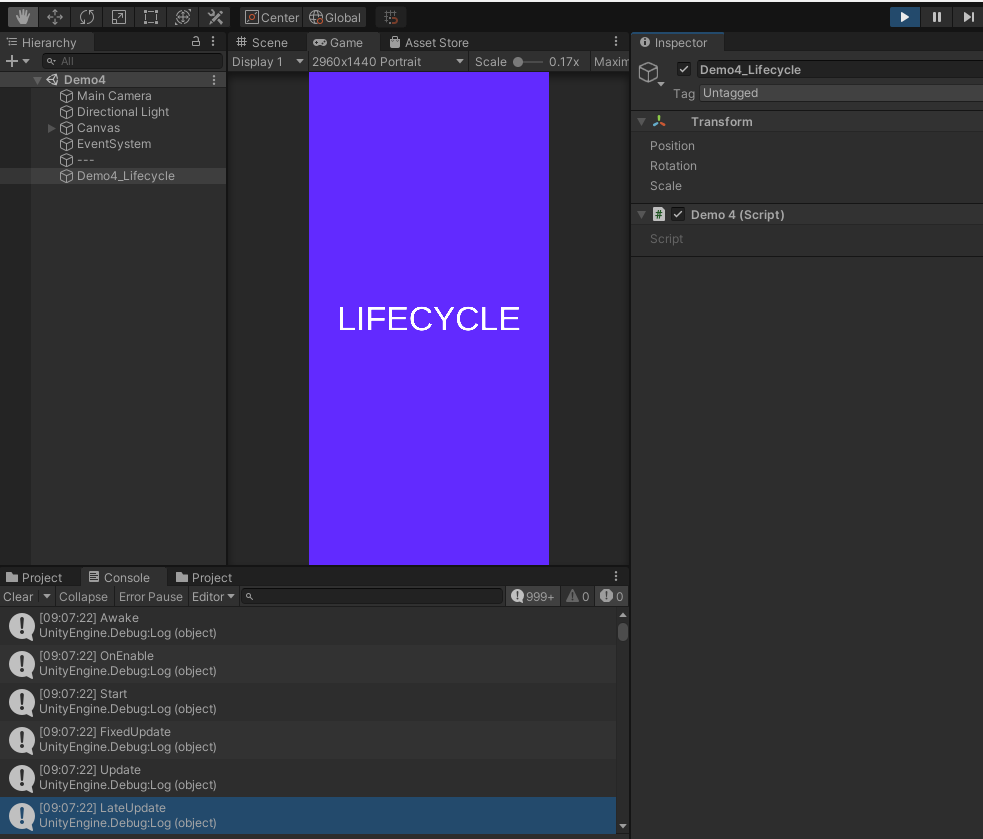 Center Global
Hierarchy
All
Demo4
Main Camera
Directional Light
Canvas
EventSystem
---
Demo4_Lifecycle
Scene Game Asset Store
Display 1 2960x1440 Portrait Scale 0.17x Maxim
LIFECYCLE
Inspector
Demo4_Lifecycle
Tag Untagged
Transform
Position
Rotation
Scale
# Demo 4 (Script)
Script
Project Console Project
Clear Collapse Error Pause Editor 999+ 0 0
[09:07:22] Awake
UnityEngine.Debug:Log (object)
[09:07:22] OnEnable
UnityEngine.Debug:Log (object)
[09:07:22] Start
UnityEngine.Debug:Log (object)
[09:07:22] FixedUpdate
UnityEngine.Debug:Log (object)
[09:07:22] Update
UnityEngine.Debug:Log (object)
[09:07:22] LateUpdate
UnityEngine.Debug:Log (object)